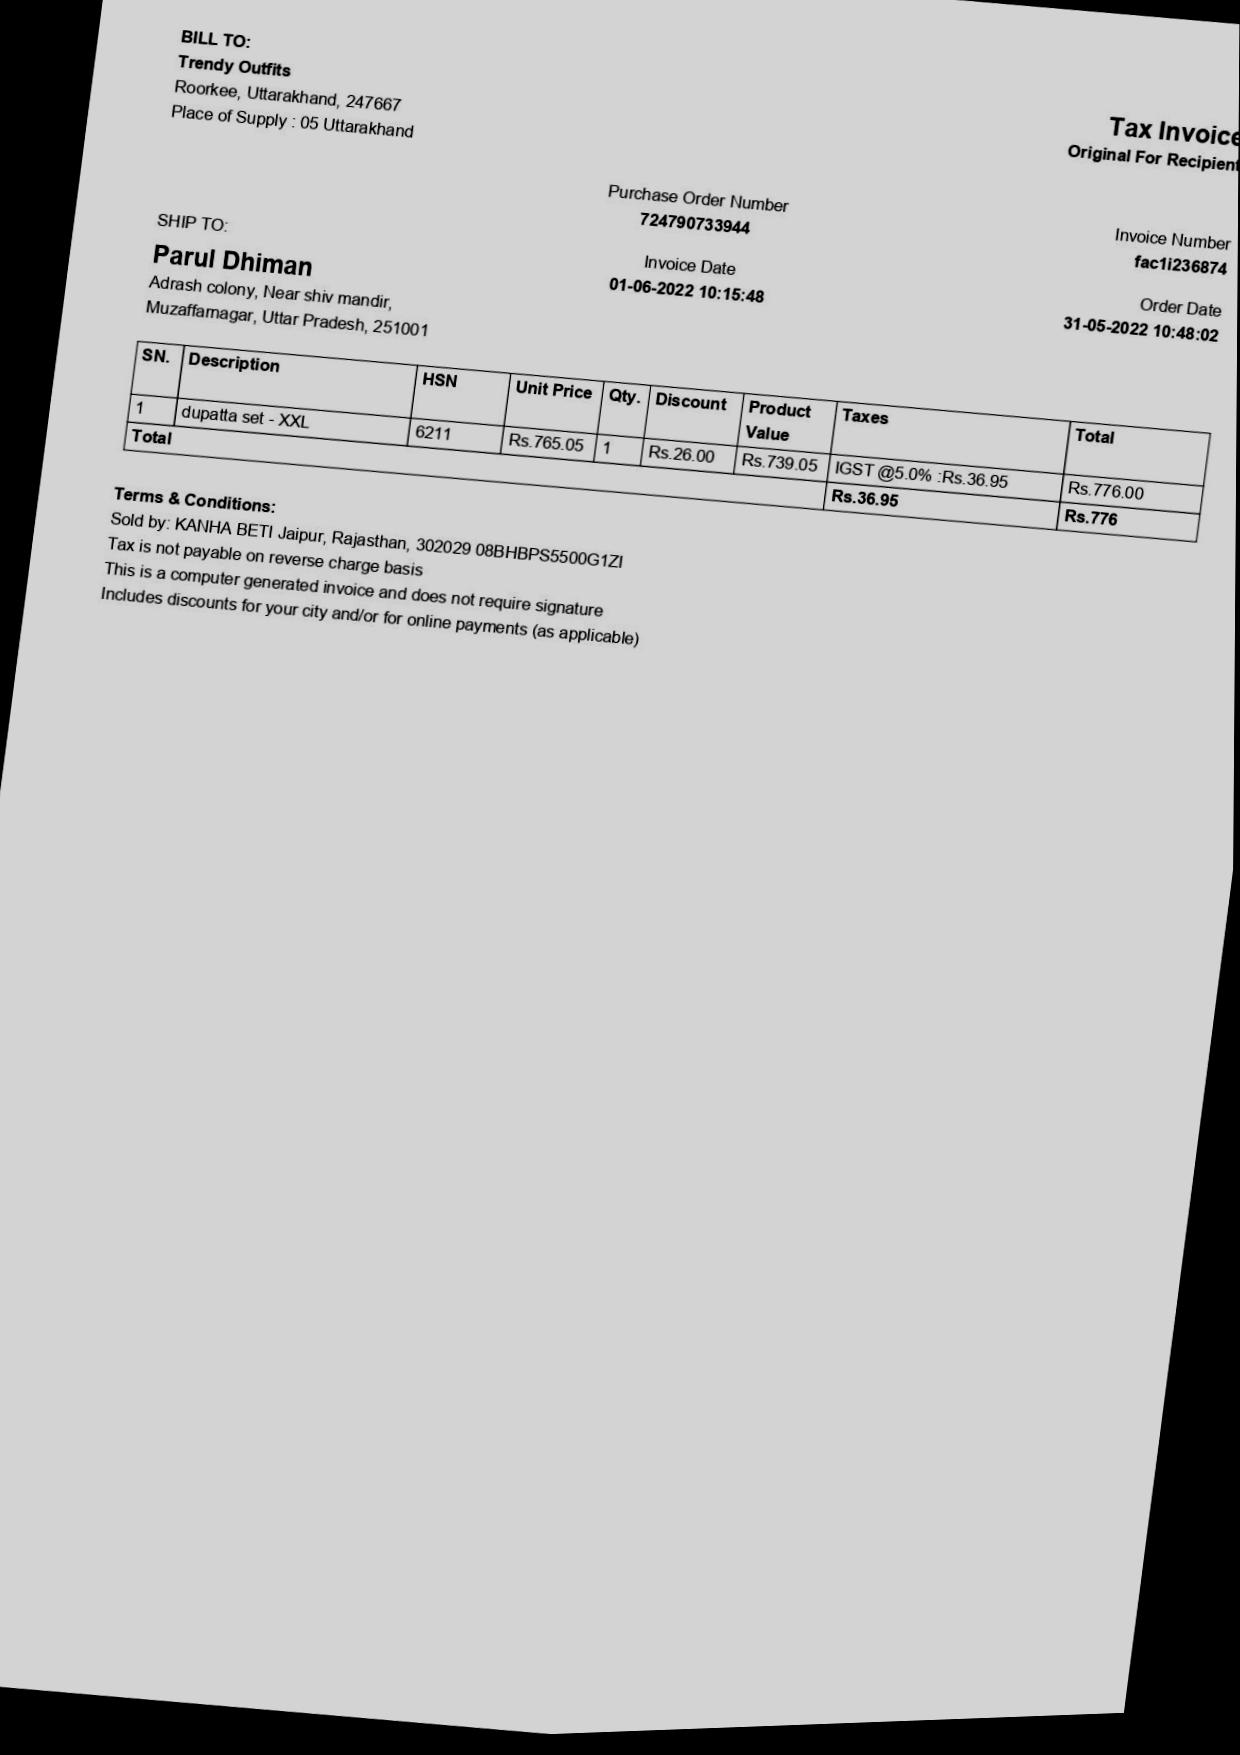 BILL TO:
Trendy Outfits
Roorkee, Uttarakhand, 247667
Place of Supply : 05 Uttarakhand
Tax Invoice
Original For Recipient
Purchase Order Number
724790733944
Invoice Number
fac1i236874
SHIP TO:
Parul Dhiman
Adrash colony, Near shiv mandir,
Muzaffarnagar, Uttar Pradesh, 251001
Invoice Date
01-06-2022 10:15:48
Order Date
31-05-2022 10:48:02
SN. Description HSN Unit Price Qty. Discount Product Value Taxes Total
1 dupatta set - XXL 6211 Rs.765.05 1 Rs.26.00 Rs.739.05 IGST @5.0% :Rs.36.95 Rs.776.00
Total Rs.36.95 Rs.776
Terms & Conditions:
Sold by: KANHA BETI Jaipur, Rajasthan, 302029 08BHBPS5500G1ZI
Tax is not payable on reverse charge basis
This is a computer generated invoice and does not require signature
Includes discounts for your city and/or for online payments (as applicable)